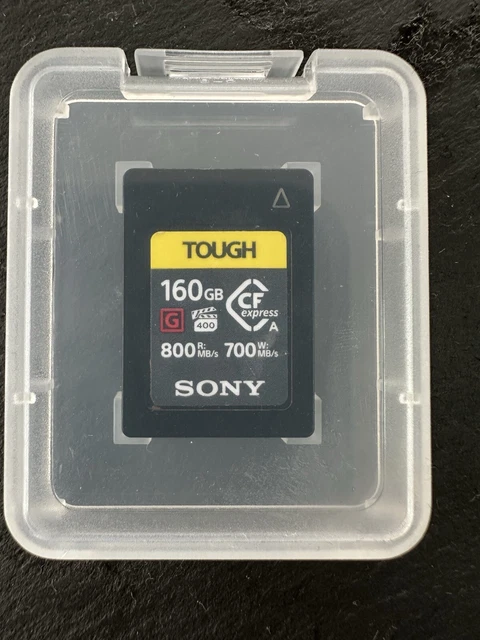 TOUGH
160GB
CF express A
G 400
800 R: MB/s 700 W: MB/s
SONY